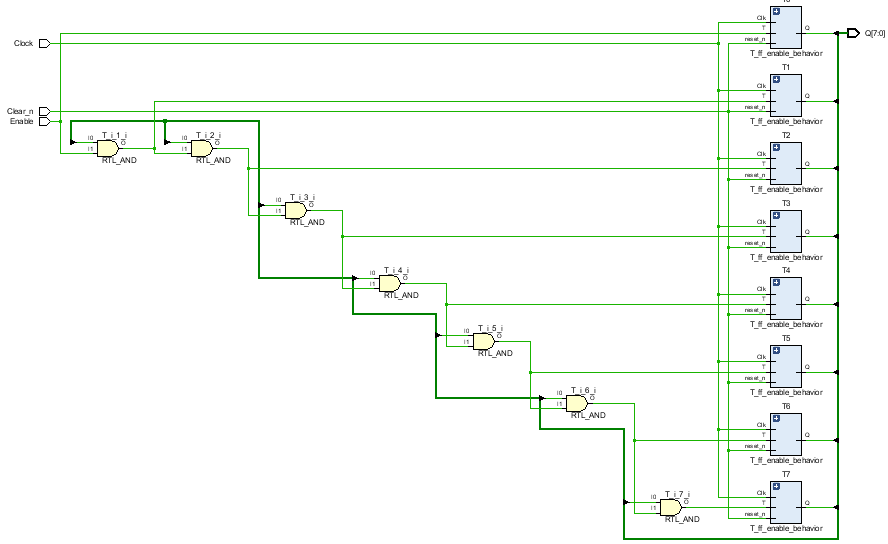 Clk
T
reset_n
Q
T_ff_enable_behavior
Q[7:0]
Clock
T1
Clk
T
reset_n
Q
T_ff_enable_behavior
Clear_n
Enable
T_i_1_i
I0
I1
O
RTL_AND
T_i_2_i
I0
I1
O
RTL_AND
T2
Clk
T
reset_n
Q
T_ff_enable_behavior
T_i_3_i
I0
I1
O
RTL_AND
T3
Clk
T
reset_n
Q
T_ff_enable_behavior
T_i_4_i
I0
I1
O
RTL_AND
T4
Clk
T
reset_n
Q
T_ff_enable_behavior
T_i_5_i
I0
I1
O
RTL_AND
T5
Clk
T
reset_n
Q
T_ff_enable_behavior
T_i_6_i
I0
I1
O
RTL_AND
T6
Clk
T
reset_n
Q
T_ff_enable_behavior
T_i_7_i
I0
I1
O
RTL_AND
T7
Clk
T
reset_n
Q
T_ff_enable_behavior